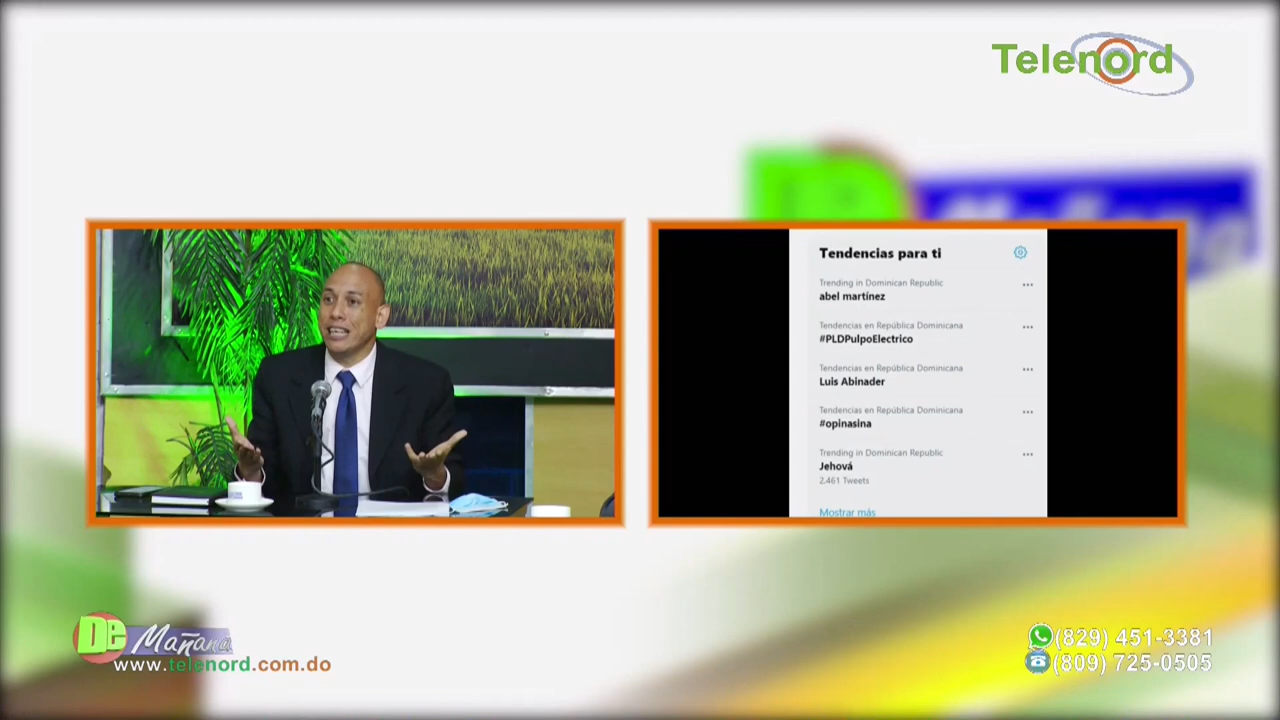 Telenord
De
Mañana
Tendencias para ti
Trending in Dominican Republic
abel martínez
Tendencias en República Dominicana
#PLDPulpoElectrico
Tendencias en República Dominicana
Luis Abinader
Tendencias en República Dominicana
#opinasina
Trending in Dominican Republic
Jehová
2,461 Tweets
Mostrar más
De Mañana
www.telenord.com.do
(829) 451-3381
(809) 725-0505